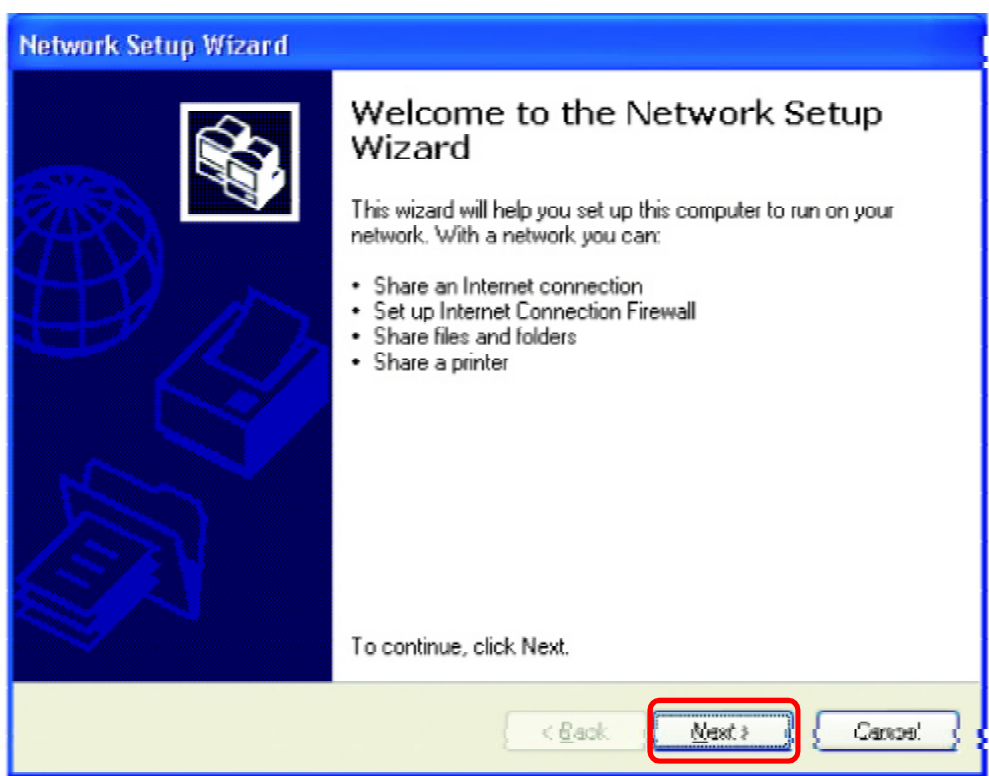 Network Setup Wizard
Welcome to the Network Setup
Wizard
This wizard will help you set up this computer to run on your
network. With a network you can:
• Share an Internet connection
• Set up Internet Connection Firewall
• Share files and folders
• Share a printer
To continue, click Next.
< Back Next > Cancel